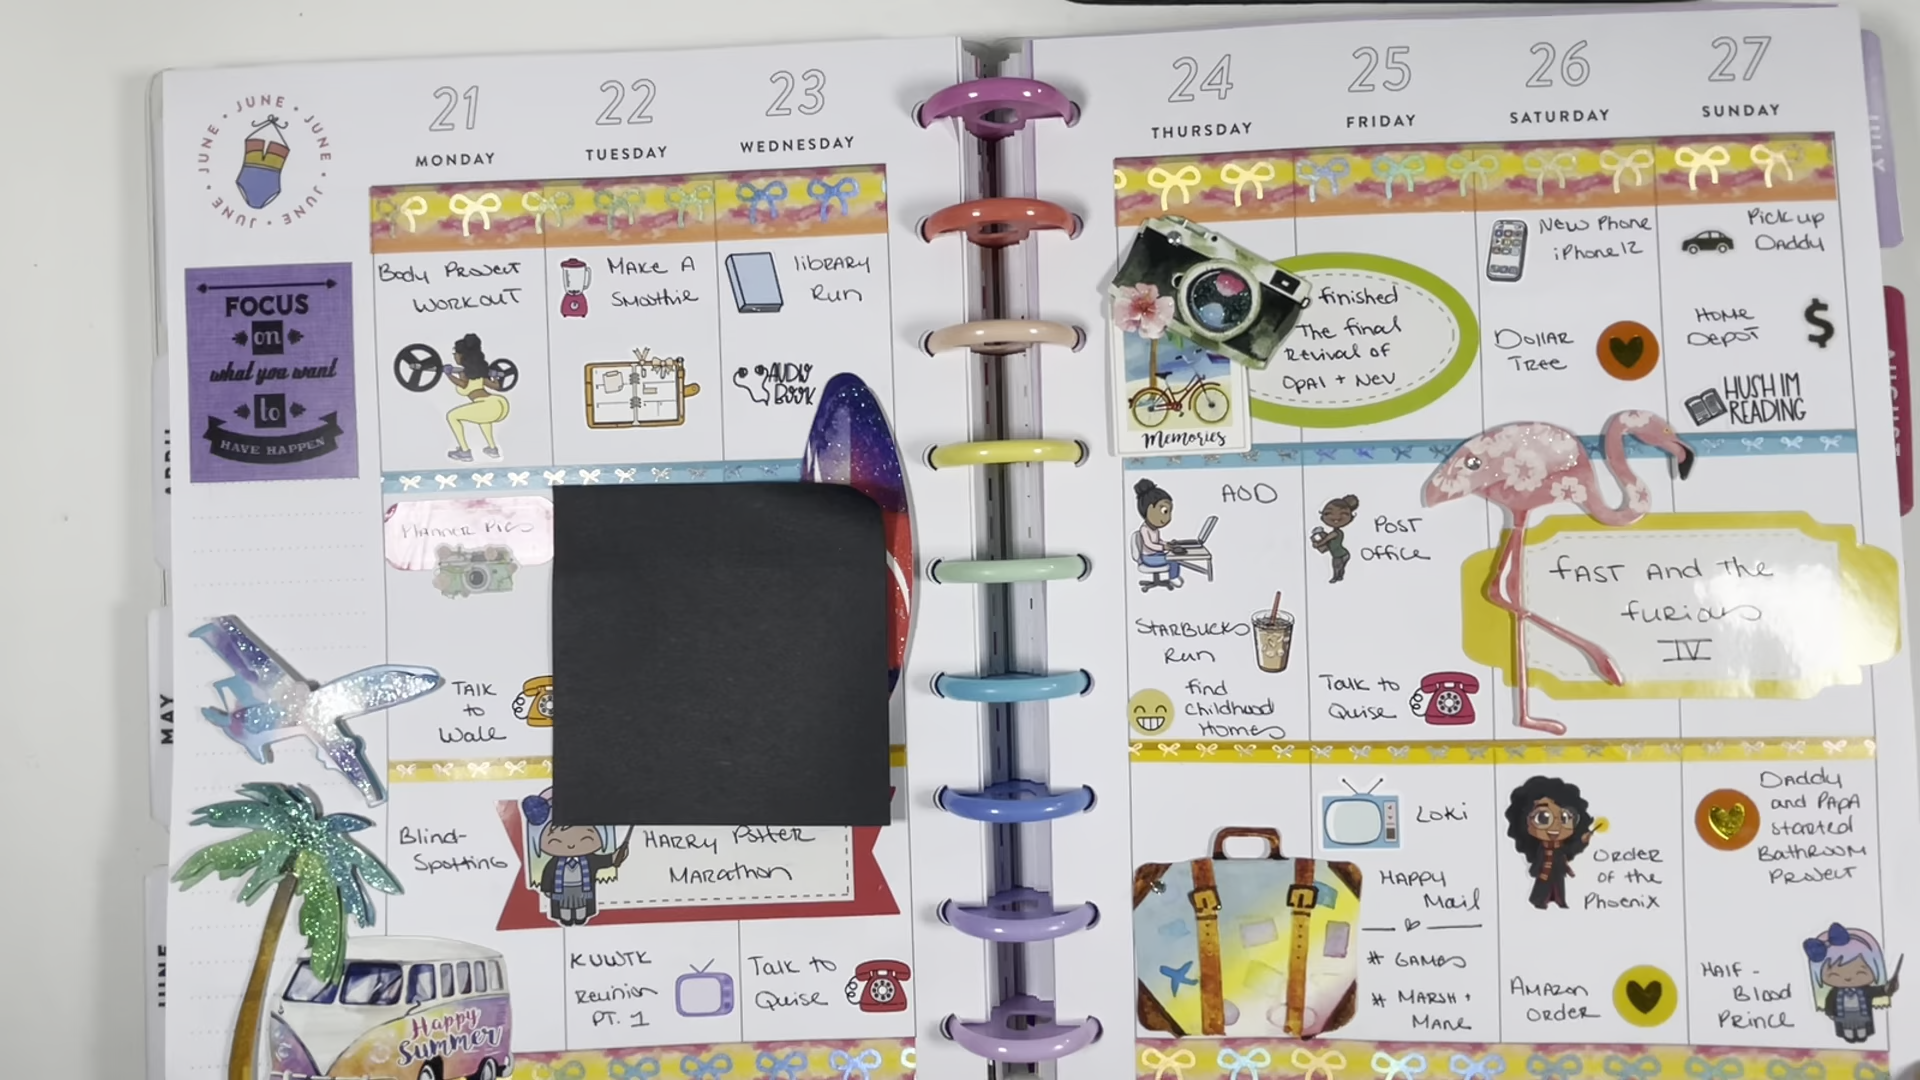 JUNE • JUNE • JUNE • JUNE • JUNE •
21
MONDAY
22
TUESDAY
23
WEDNESDAY
24
THURSDAY
25
FRIDAY
26
SATURDAY
27
SUNDAY
FOCUS
on
what you want
to
HAVE HAPPEN
APRIL
MAY
JUNE
JULY
AUGUST
Body Project
Workout
Planner Pics
TALK
to
Walt
Blind-
Spotting
Happy
Summer
MAKE A
Smoothie
HARRY Potter
MARAthon
KUWTK
Reunion
PT. 1
library
Run
AUDIO
BOOK
Talk to
Quise
Memories
AOD
STARBUCKS
Run
find
childhood
Homes
finished
The final
Revival of
OPAl + Nev
POST
Office
Talk to
Quise
Loki
HAPPY
Mail
# GAMES
# MARSH +
MANE
New Phone
iPhone 12
Dollar
Tree
fAST AND The
furious
IV
ORDER
of the
Phoenix
AMAZON
ORDER
Pick up
Daddy
HOME
DEPOT
$
HUSH IM
READING
Daddy
and PAPA
started
BATHROOM
PROJECT
HALF-
Blood
PRINCE